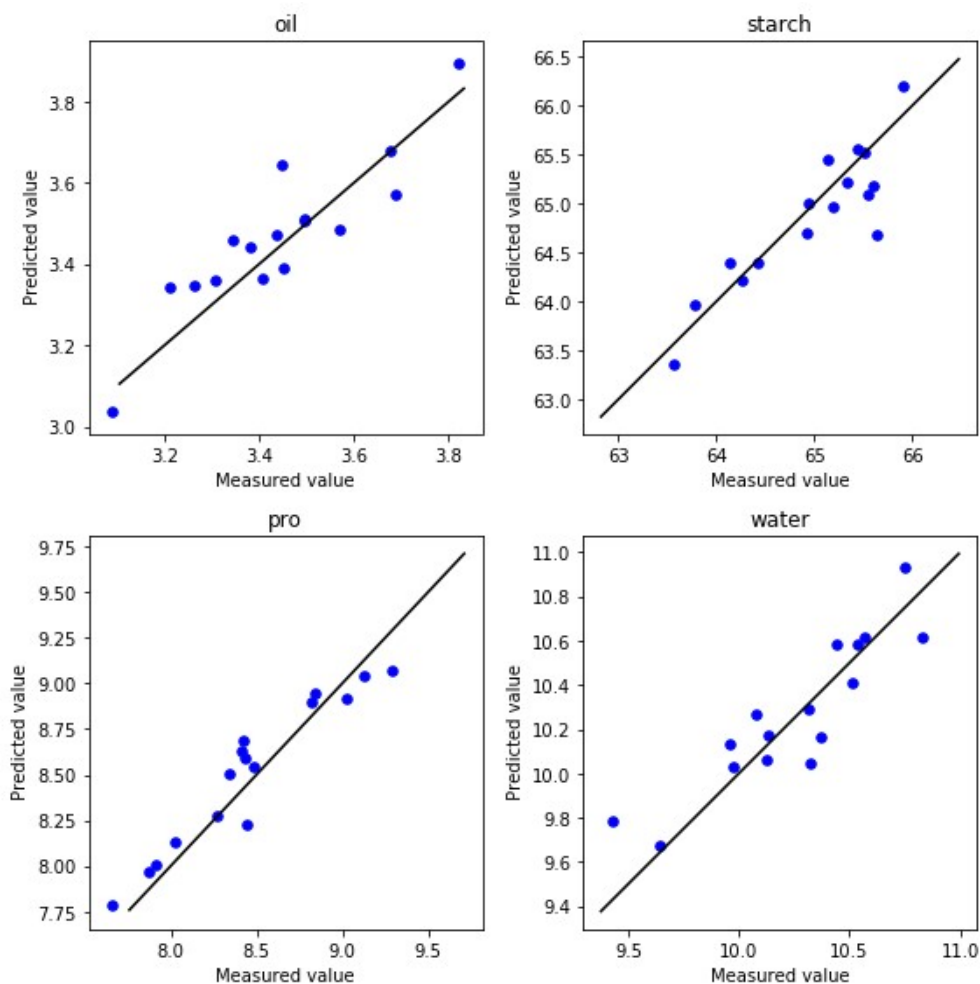 oil
3.8
3.6
3.4
3.2
3.0
3.2 3.4 3.6 3.8
Predicted value
Measured value
starch
66.5
66.0
65.5
65.0
64.5
64.0
63.5
63.0
63 64 65 66
Predicted value
Measured value
pro
9.75
9.50
9.25
9.00
8.75
8.50
8.25
8.00
7.75
8.0 8.5 9.0 9.5
Predicted value
Measured value
water
11.0
10.8
10.6
10.4
10.2
10.0
9.8
9.6
9.4
9.5 10.0 10.5 11.0
Predicted value
Measured value